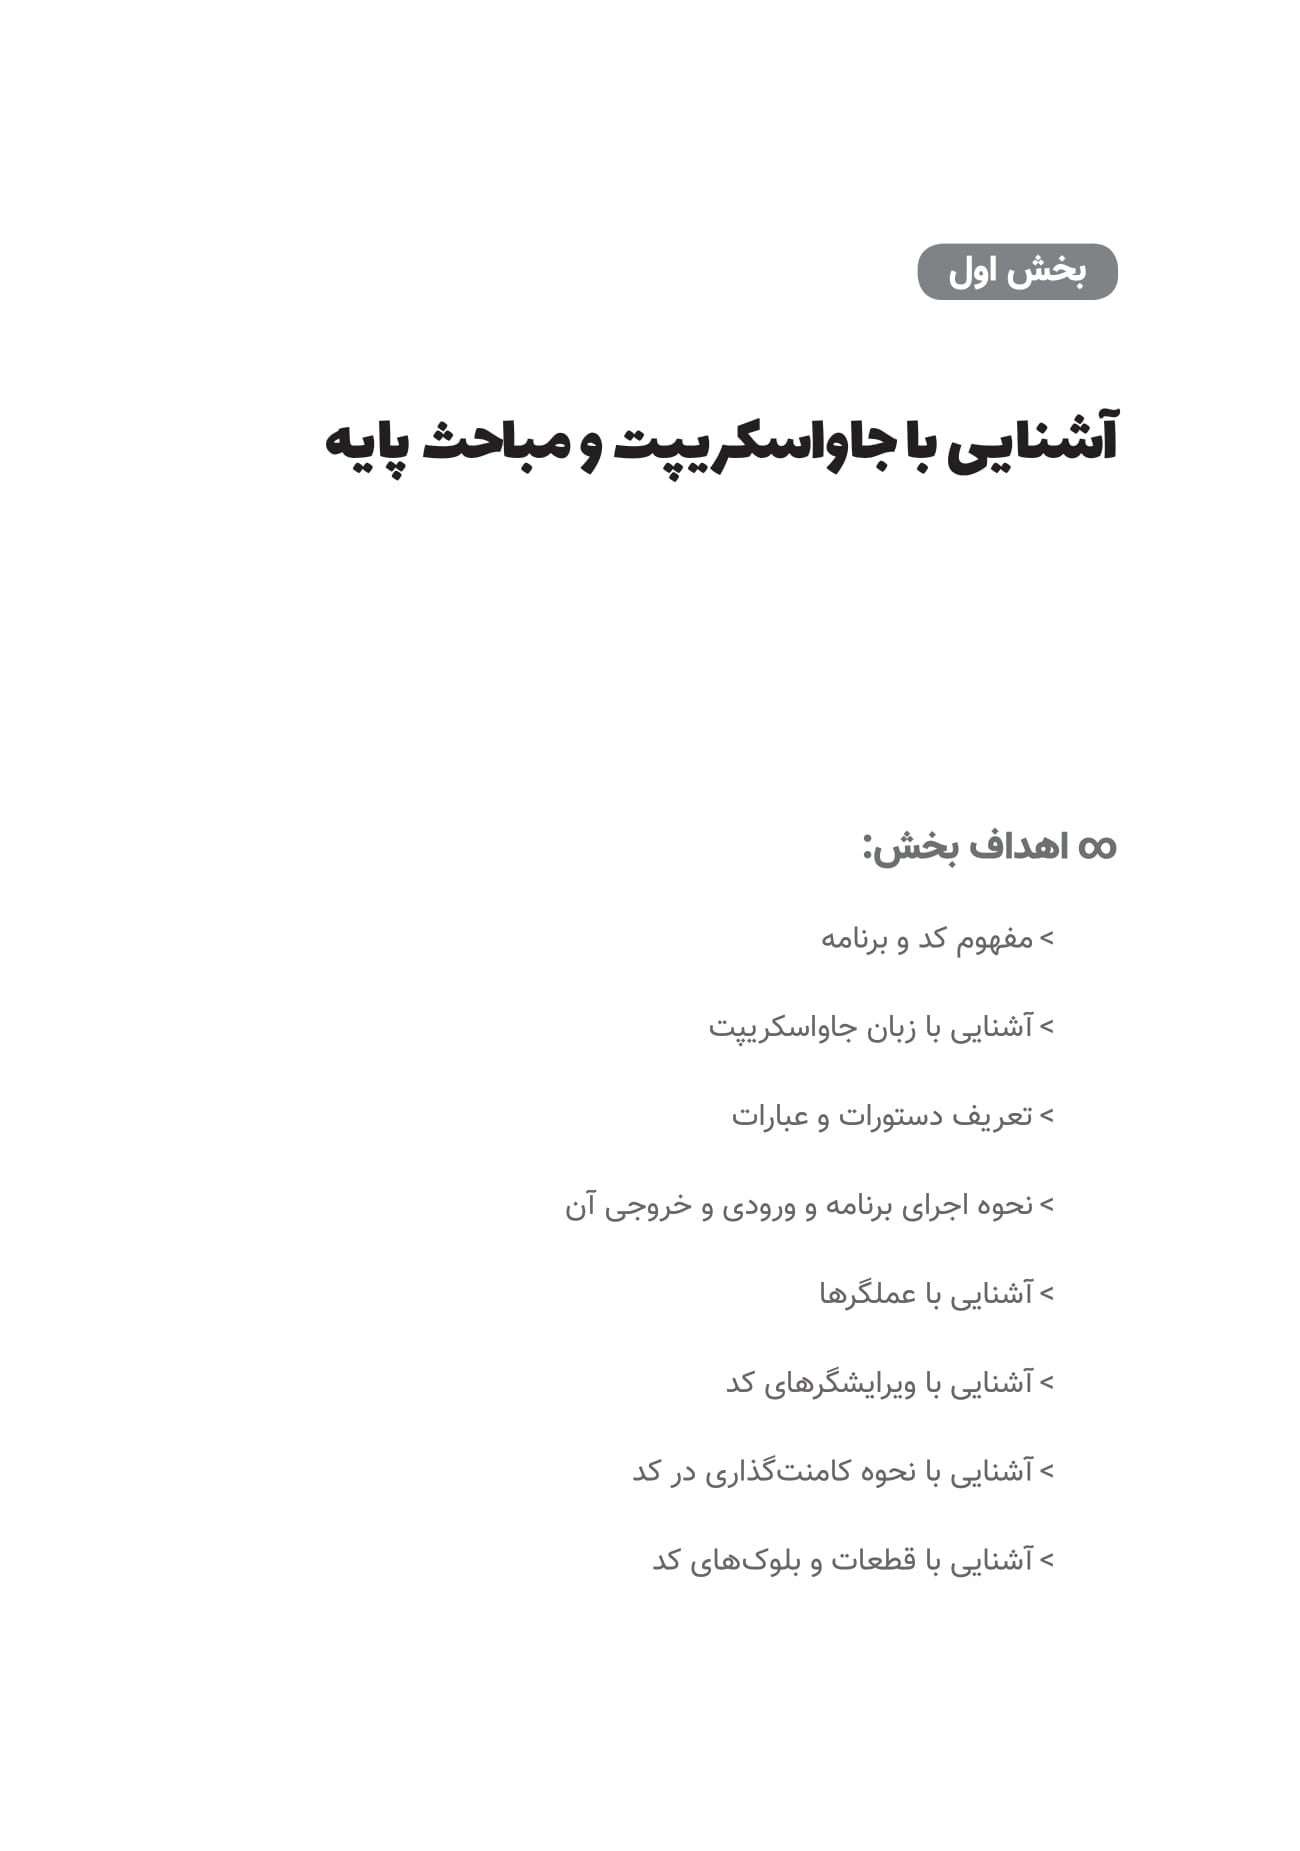 بخش اول
آشنایی با جاواسکریپت و مباحث پایه
∞ اهداف بخش:
> مفهوم کد و برنامه
> آشنایی با زبان جاواسکریپت
> تعریف دستورات و عبارات
> نحوه اجرای برنامه و ورودی و خروجی آن
> آشنایی با عملگرها
> آشنایی با ویرایشگرهای کد
> آشنایی با نحوه کامنت‌گذاری در کد
> آشنایی با قطعات و بلوک‌های کد